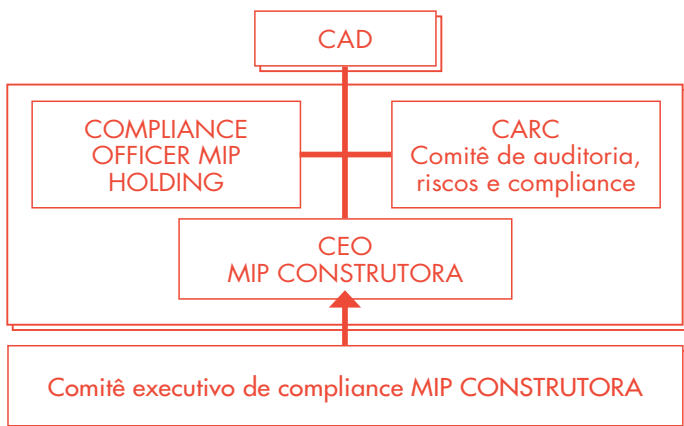 CAD
COMPLIANCE
OFFICER MIP
HOLDING
CARC
Comitê de auditoria,
riscos e compliance
CEO
MIP CONSTRUTORA
Comitê executivo de compliance MIP CONSTRUTORA